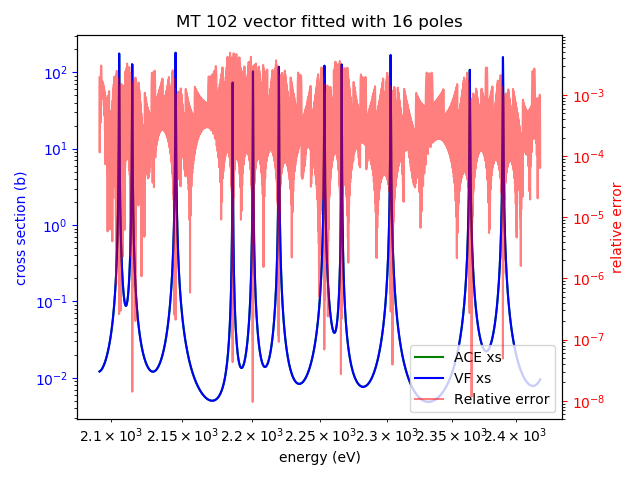 MT 102 vector fitted with 16 poles
cross section (b)
10²
10¹
10⁰
10⁻¹
10⁻²
10⁻³
10⁻⁴
10⁻⁵
10⁻⁶
10⁻⁷
10⁻⁸
relative error
ACE xs
VF xs
Relative error
2.1 × 10³ 2.15 × 10³ 2.2 × 10³ 2.25 × 10³ 2.3 × 10³ 2.35 × 10³ 2.4 × 10³
energy (eV)